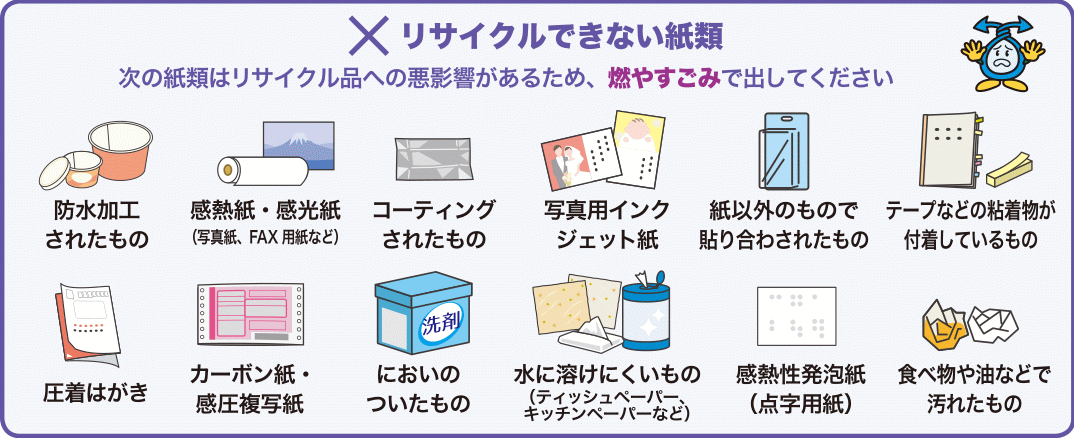 ×リサイクルできない紙類
次の紙類はリサイクル品への悪影響があるため、燃やすごみで出してください
防水加工
されたもの
感熱紙・感光紙
（写真紙、FAX用紙など）
コーティング
されたもの
写真用インク
ジェット紙
紙以外のもので
貼り合わされたもの
テープなどの粘着物が
付着しているもの
圧着はがき
カーボン紙・
感圧複写紙
洗剤
においの
ついたもの
水に溶けにくいもの
（ティッシュペーパー、
キッチンペーパーなど）
感熱性発泡紙
（点字用紙）
食べ物や油などで
汚れたもの